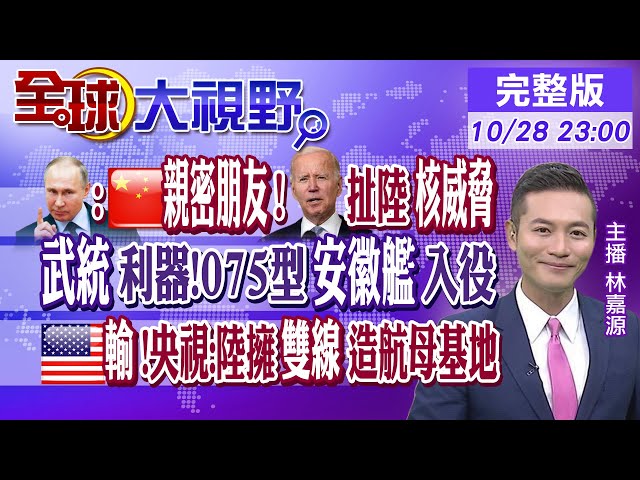 全球大視野
完整版
10/28 23:00
:親密朋友! 扯陸 核威脅
武統 利器!075型 安徽艦 入役
輸!央視:陸擁 雙線 造航母基地
主播 林嘉源